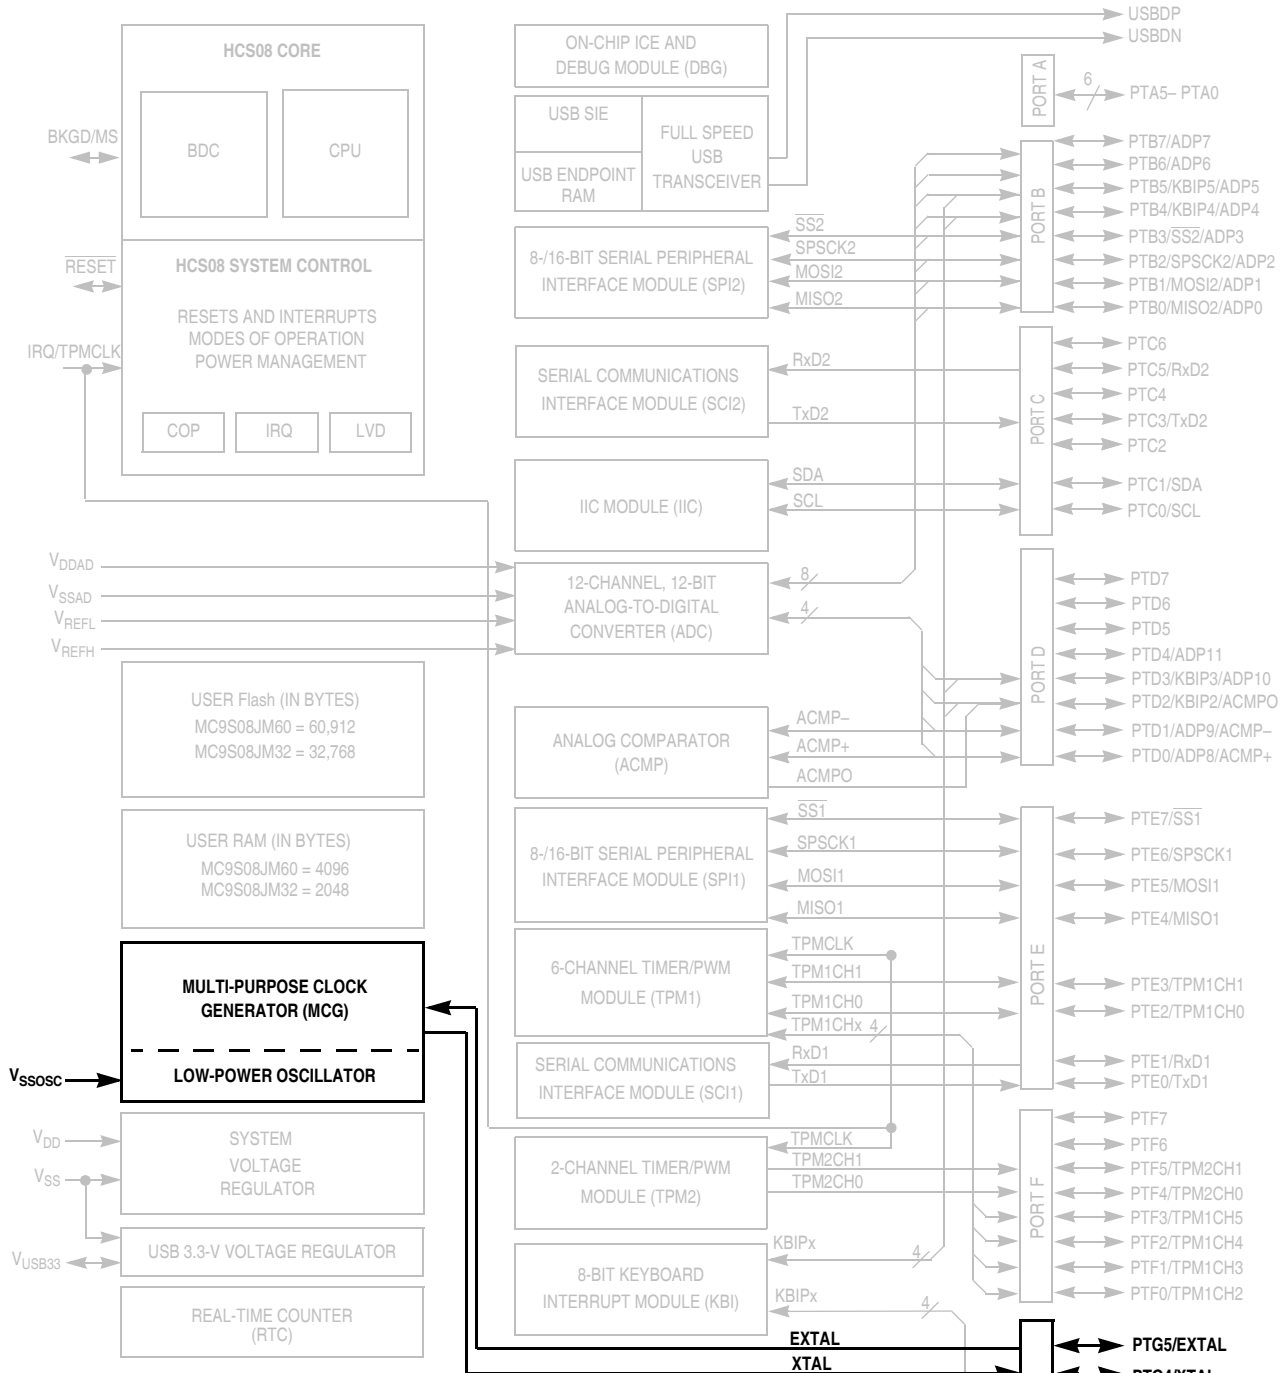 HCS08 CORE
BDC
CPU
BKGD/MS
RESET
HCS08 SYSTEM CONTROL
RESETS AND INTERRUPTS
MODES OF OPERATION
POWER MANAGEMENT
IRQ/TPMCLK
COP
IRQ
LVD
VDDAD
VSSAD
VREFL
VREFH
USER Flash (IN BYTES)
MC9S08JM60 = 60,912
MC9S08JM32 = 32,768
USER RAM (IN BYTES)
MC9S08JM60 = 4096
MC9S08JM32 = 2048
MULTI-PURPOSE CLOCK
GENERATOR (MCG)
LOW-POWER OSCILLATOR
VSSOSC
VDD
VSS
SYSTEM
VOLTAGE
REGULATOR
VUSB33
USB 3.3-V VOLTAGE REGULATOR
REAL-TIME COUNTER
(RTC)
ON-CHIP ICE AND
DEBUG MODULE (DBG)
USB SIE
USB ENDPOINT
RAM
FULL SPEED
USB
TRANSCEIVER
8-/16-BIT SERIAL PERIPHERAL
INTERFACE MODULE (SPI2)
SS2
SPSCK2
MOSI2
MISO2
SERIAL COMMUNICATIONS
INTERFACE MODULE (SCI2)
RxD2
TxD2
IIC MODULE (IIC)
SDA
SCL
12-CHANNEL, 12-BIT
ANALOG-TO-DIGITAL
CONVERTER (ADC)
8
4
ANALOG COMPARATOR
(ACMP)
ACMP–
ACMP+
ACMPO
8-/16-BIT SERIAL PERIPHERAL
INTERFACE MODULE (SPI1)
SS1
SPSCK1
MOSI1
MISO1
6-CHANNEL TIMER/PWM
MODULE (TPM1)
TPMCLK
TPM1CH1
TPM1CH0
TPM1CHx 4
SERIAL COMMUNICATIONS
INTERFACE MODULE (SCI1)
RxD1
TxD1
2-CHANNEL TIMER/PWM
MODULE (TPM2)
TPMCLK
TPM2CH1
TPM2CH0
8-BIT KEYBOARD
INTERRUPT MODULE (KBI)
KBIPx
4
KBIPx
4
EXTAL
XTAL
USBDP
USBDN
PORT A
6
PTA5– PTA0
PORT B
PTB7/ADP7
PTB6/ADP6
PTB5/KBIP5/ADP5
PTB4/KBIP4/ADP4
PTB3/SS2/ADP3
PTB2/SPSCK2/ADP2
PTB1/MOSI2/ADP1
PTB0/MISO2/ADP0
PORT C
PTC6
PTC5/RxD2
PTC4
PTC3/TxD2
PTC2
PTC1/SDA
PTC0/SCL
PORT D
PTD7
PTD6
PTD5
PTD4/ADP11
PTD3/KBIP3/ADP10
PTD2/KBIP2/ACMPO
PTD1/ADP9/ACMP–
PTD0/ADP8/ACMP+
PORT E
PTE7/SS1
PTE6/SPSCK1
PTE5/MOSI1
PTE4/MISO1
PTE3/TPM1CH1
PTE2/TPM1CH0
PTE1/RxD1
PTE0/TxD1
PORT F
PTF7
PTF6
PTF5/TPM2CH1
PTF4/TPM2CH0
PTF3/TPM1CH5
PTF2/TPM1CH4
PTF1/TPM1CH3
PTF0/TPM1CH2
PTG5/EXTAL
PTG4/XTAL